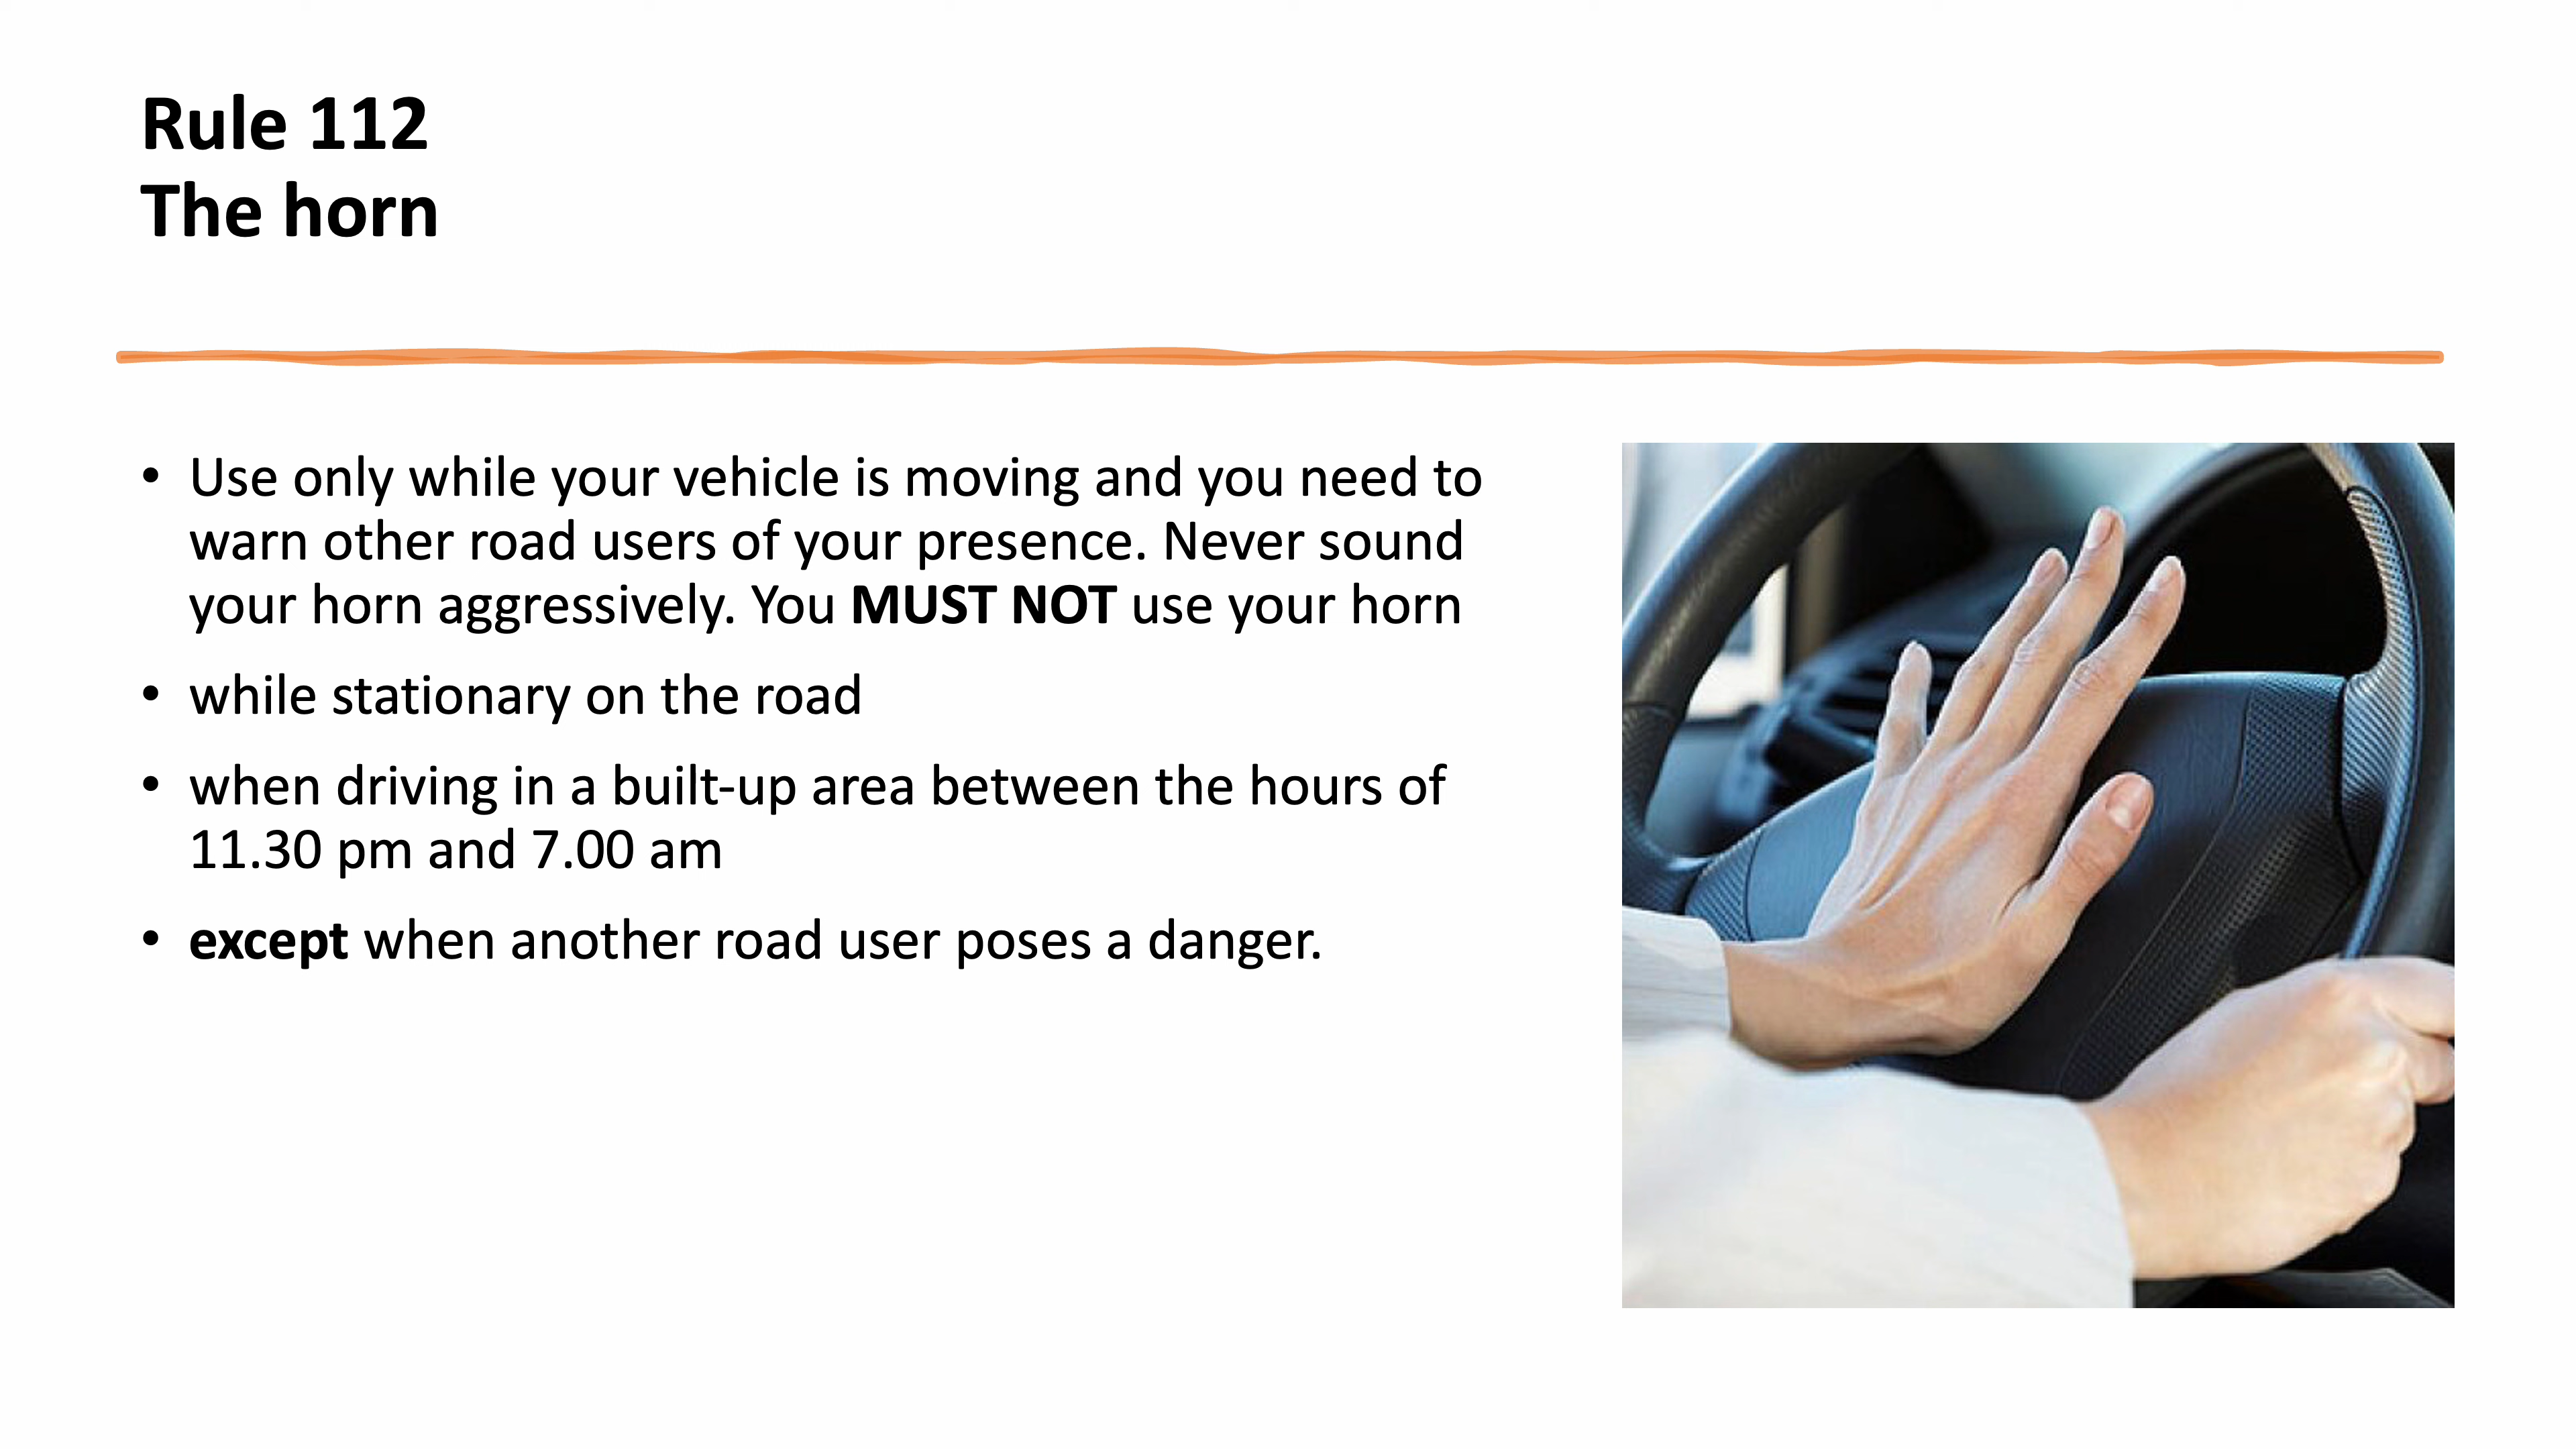 Rule 112
The horn
• Use only while your vehicle is moving and you need to
warn other road users of your presence. Never sound
your horn aggressively. You MUST NOT use your horn
• while stationary on the road
• when driving in a built-up area between the hours of
11.30 pm and 7.00 am
• except when another road user poses a danger.